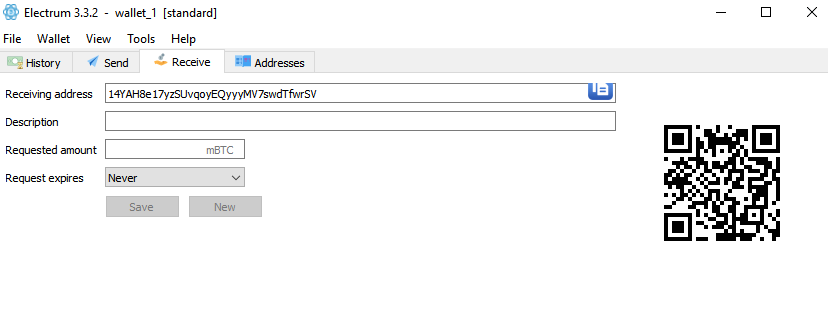 Electrum 3.3.2 - wallet_1 [standard]
File Wallet View Tools Help
History Send Receive Addresses
Receiving address 14YAH8e17yzSUvqoyEQyyyMV7swdTfwrSV
Description
Requested amount mBTC
Request expires Never
Save New